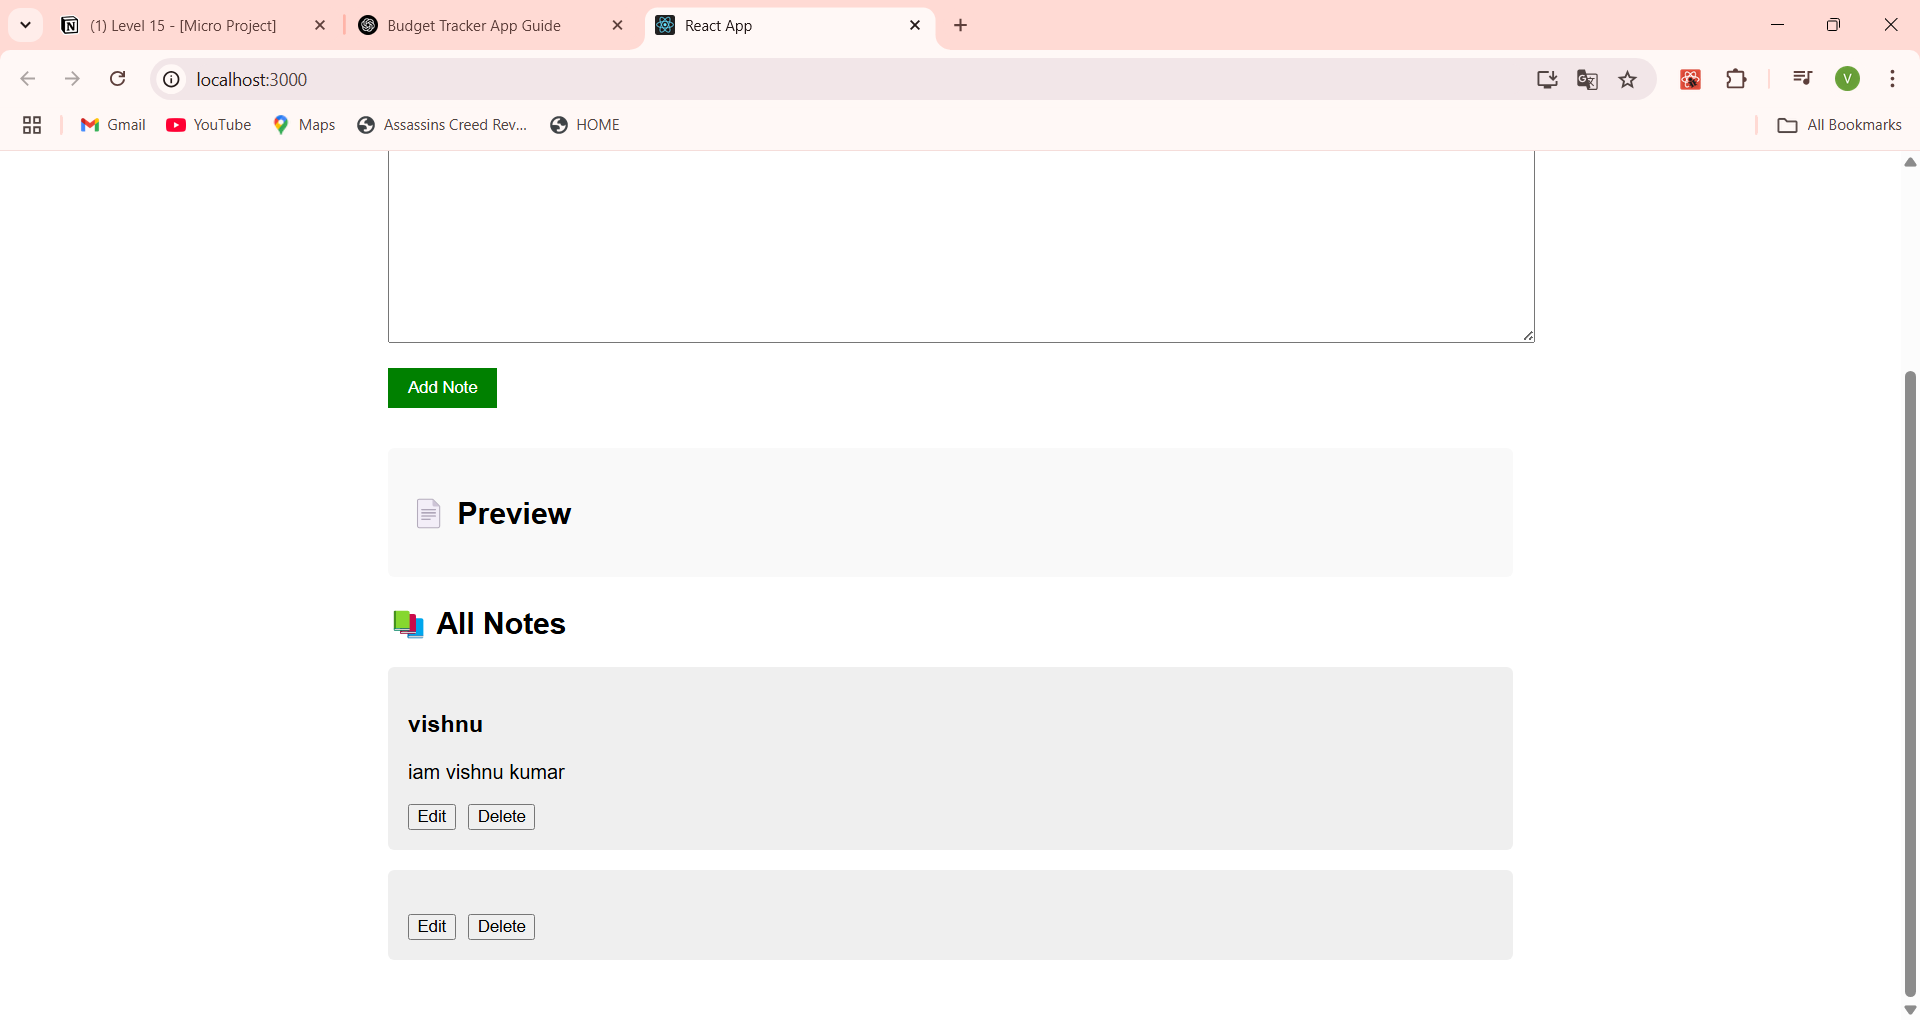 (1) Level 15 - [Micro Project]
Budget Tracker App Guide
React App
localhost:3000
V
Gmail
YouTube
Maps
Assassins Creed Rev...
HOME
All Bookmarks
Add Note
Preview
All Notes
vishnu
iam vishnu kumar
Edit Delete
Edit Delete